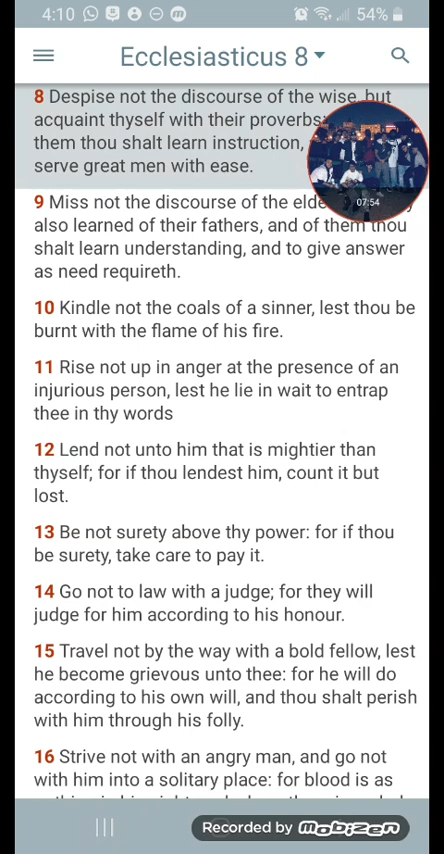 4:10 54%
Ecclesiasticus 8
8 Despise not the discourse of the wise, but
acquaint thyself with their proverbs:
them thou shalt learn instruction,
serve great men with ease.
9 Miss not the discourse of the elde
also learned of their fathers, and of them thou
shalt learn understanding, and to give answer
as need requireth.
07:54
10 Kindle not the coals of a sinner, lest thou be
burnt with the flame of his fire.
11 Rise not up in anger at the presence of an
injurious person, lest he lie in wait to entrap
thee in thy words
12 Lend not unto him that is mightier than
thyself; for if thou lendest him, count it but
lost.
13 Be not surety above thy power: for if thou
be surety, take care to pay it.
14 Go not to law with a judge; for they will
judge for him according to his honour.
15 Travel not by the way with a bold fellow, lest
he become grievous unto thee: for he will do
according to his own will, and thou shalt perish
with him through his folly.
16 Strive not with an angry man, and go not
with him into a solitary place: for blood is as
Recorded by mobizen